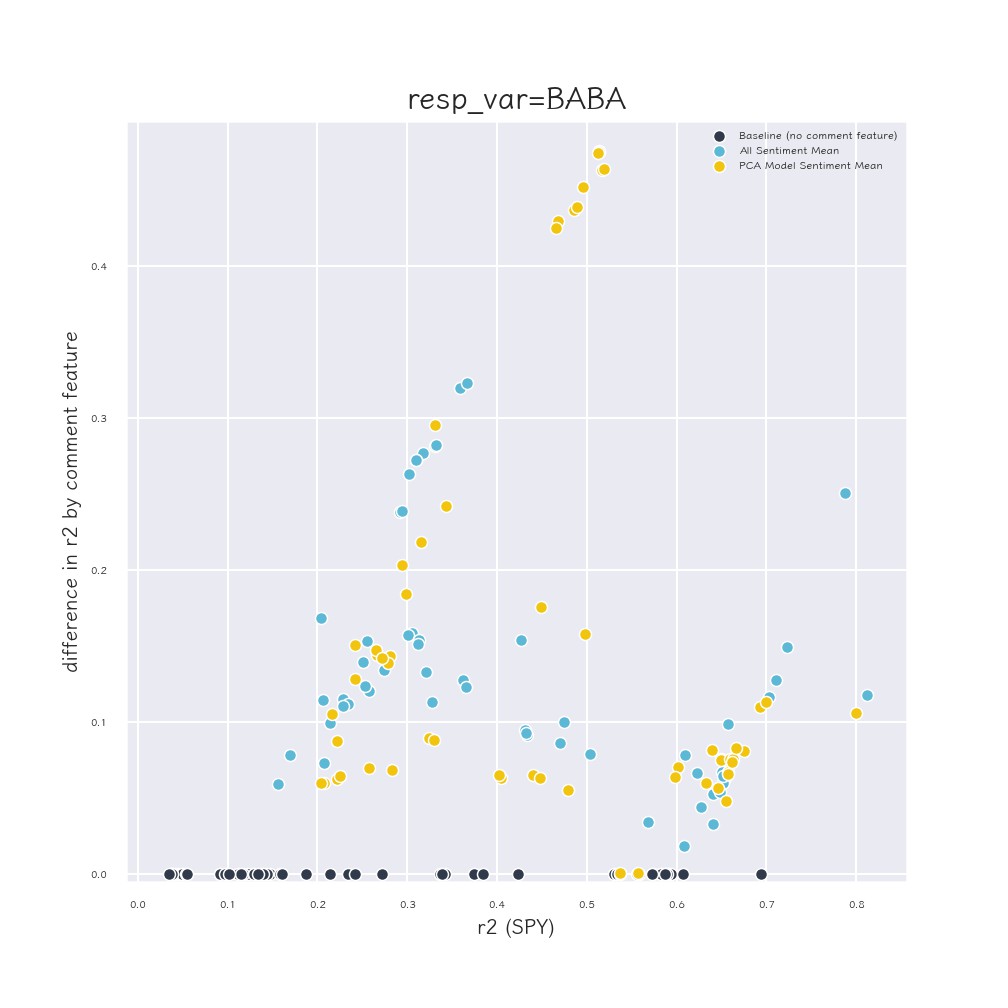 resp_var=BABA
Baseline (no comment feature)
All Sentiment Mean
PCA Model Sentiment Mean
difference in r2 by comment feature
0.4
0.3
0.2
0.1
0.0
0.0 0.1 0.2 0.3 0.4 0.5 0.6 0.7 0.8
r2 (SPY)